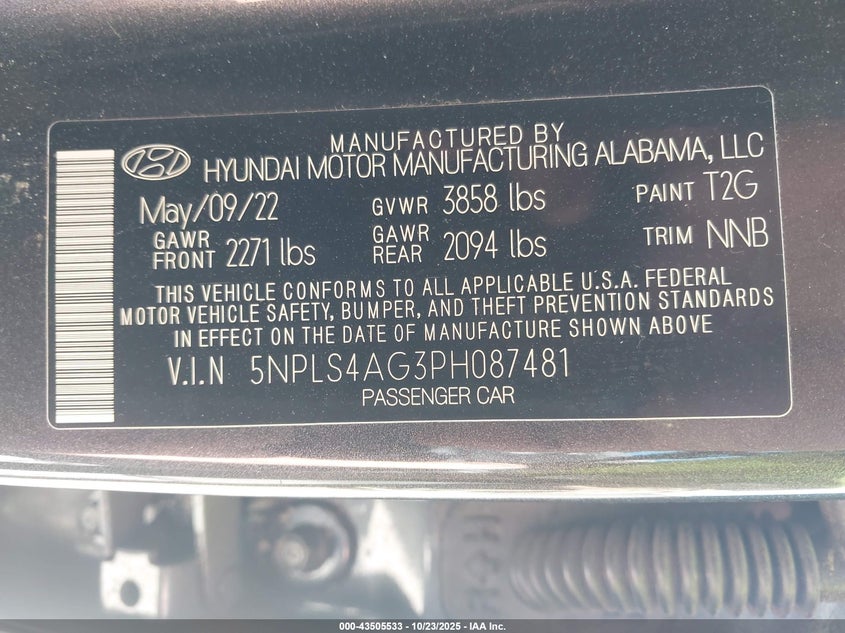 MANUFACTURED BY
HYUNDAI MOTOR MANUFACTURING ALABAMA, LLC
May/09/22 GVWR 3858 lbs PAINT T2G
GAWR FRONT 2271 lbs GAWR REAR 2094 lbs TRIM NNB
THIS VEHICLE CONFORMS TO ALL APPLICABLE U.S.A. FEDERAL
MOTOR VEHICLE SAFETY, BUMPER, AND THEFT PREVENTION STANDARDS
IN EFFECT ON THE DATE OF MANUFACTURE SHOWN ABOVE
V.I.N 5NPLS4AG3PH087481
PASSENGER CAR
000-43505533 - 10/23/2025 - IAA Inc.